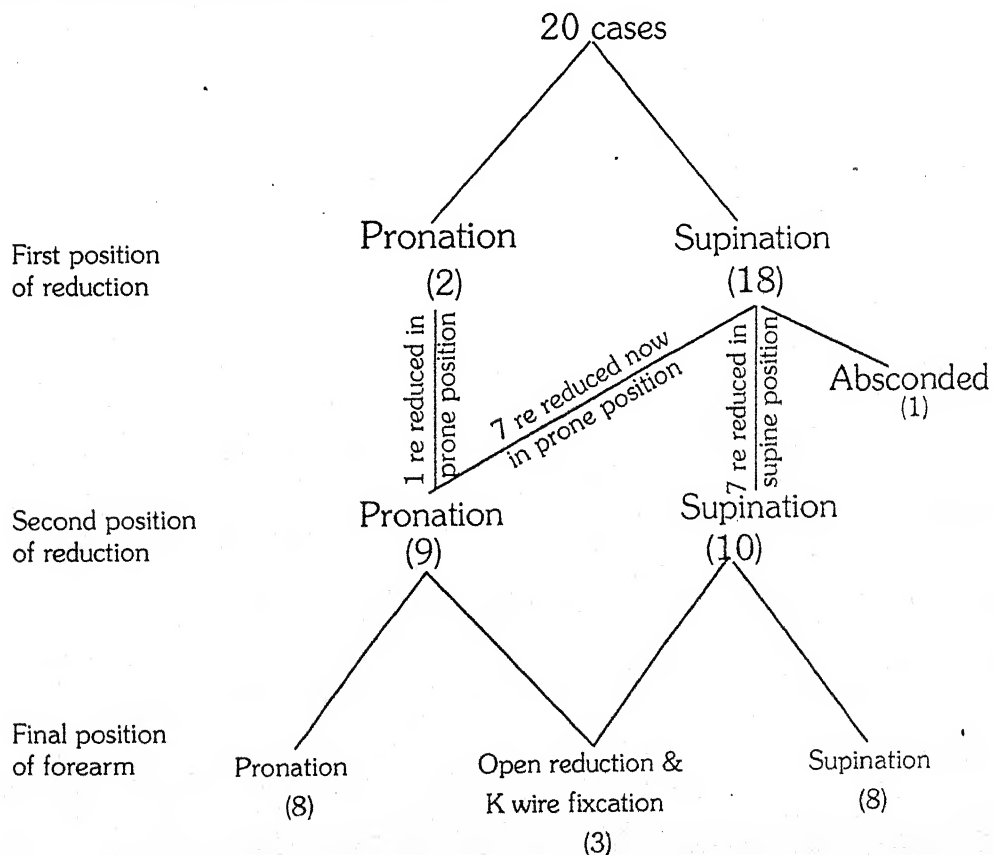 20 cases
First position
of reduction
Pronation
(2)
Supination
(18)
1 re reduced in
prone position
7 re reduced now
in prone position
7 re reduced in
supine position
Absconded
(1)
Second position
of reduction
Pronation
(9)
Supination
(10)
Final position
of forearm
Pronation
(8)
Open reduction &
K wire fixcation
(3)
Supination
(8)